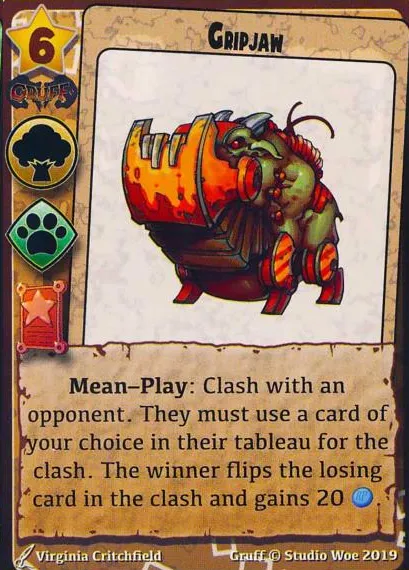 6
Gripjaw
GRUFF
Mean–Play: Clash with an
opponent. They must use a card of
your choice in their tableau for the
clash. The winner flips the losing
card in the clash and gains 20
Virginia Critchfield
Gruff © Studio Woe 2019